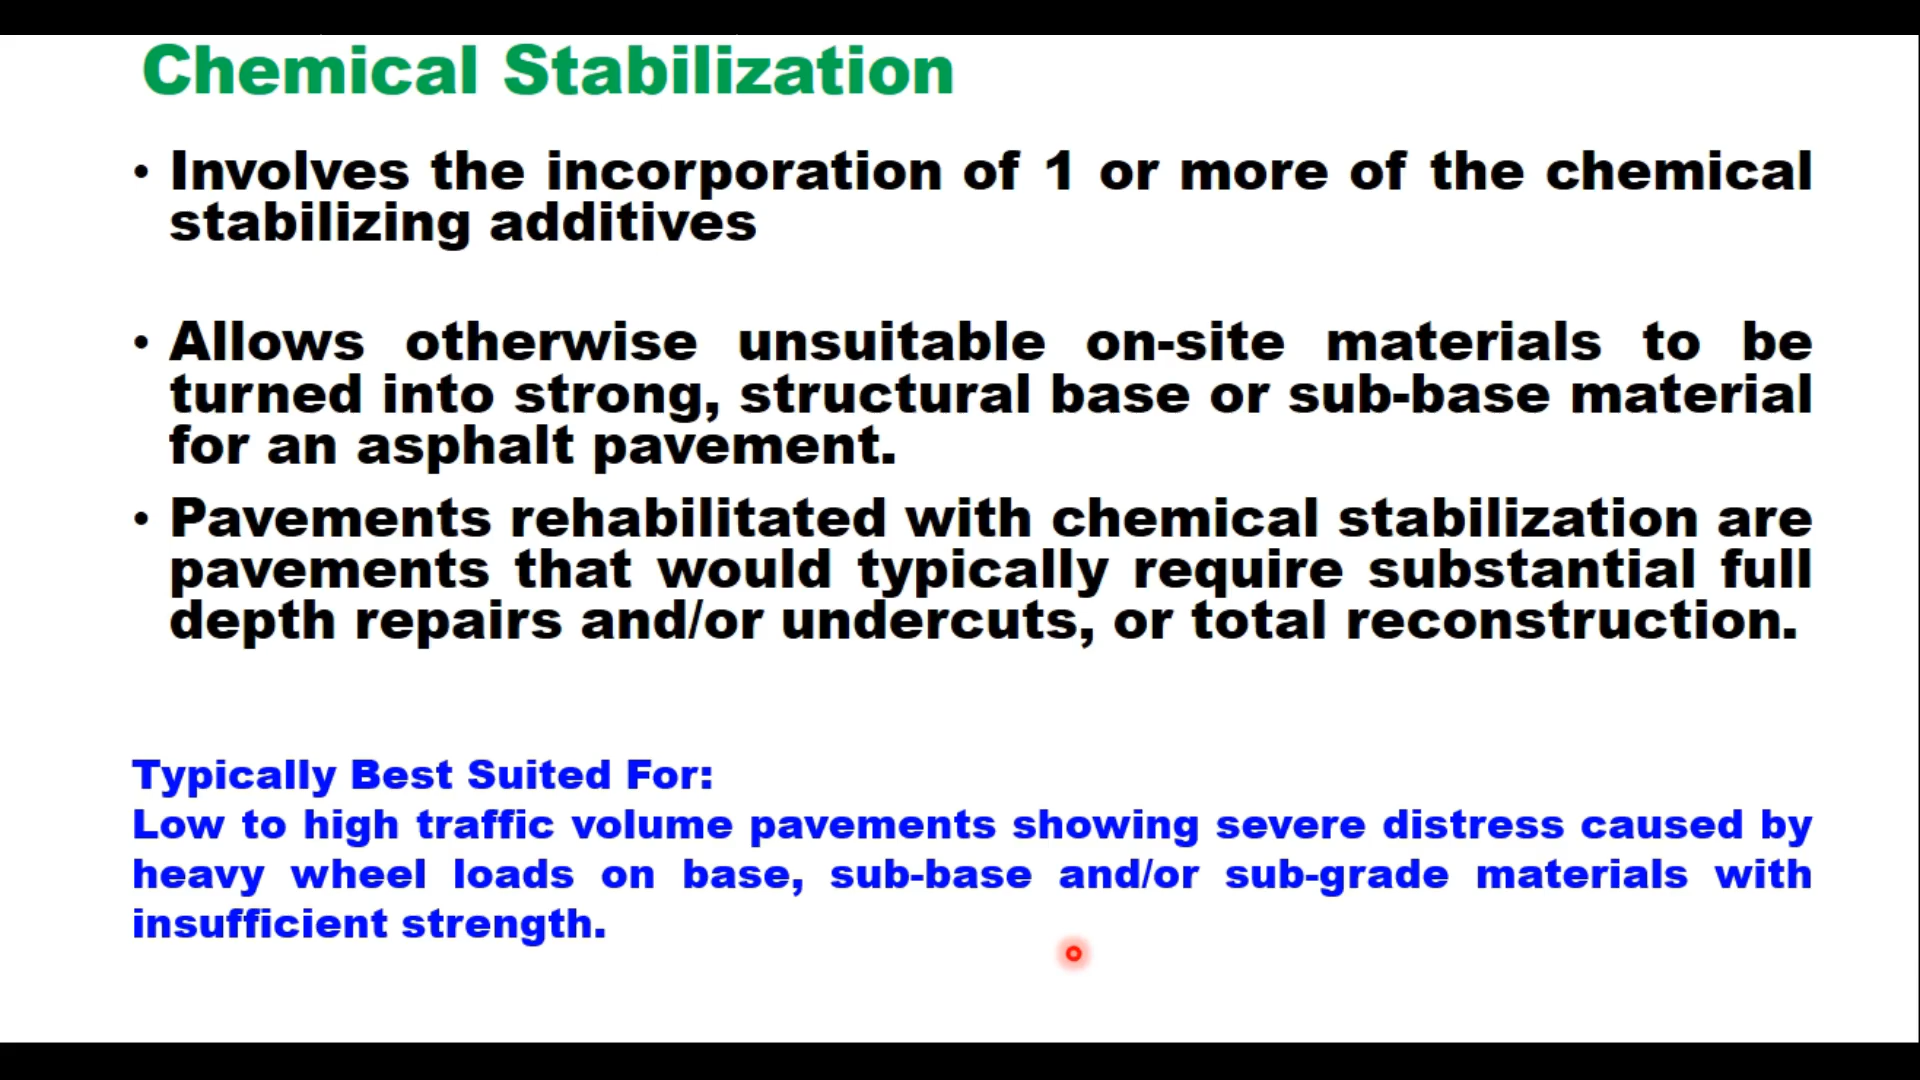 Chemical Stabilization
• Involves the incorporation of 1 or more of the chemical
stabilizing additives
• Allows otherwise unsuitable on-site materials to be
turned into strong, structural base or sub-base material
for an asphalt pavement.
• Pavements rehabilitated with chemical stabilization are
pavements that would typically require substantial full
depth repairs and/or undercuts, or total reconstruction.
Typically Best Suited For:
Low to high traffic volume pavements showing severe distress caused by
heavy wheel loads on base, sub-base and/or sub-grade materials with
insufficient strength.